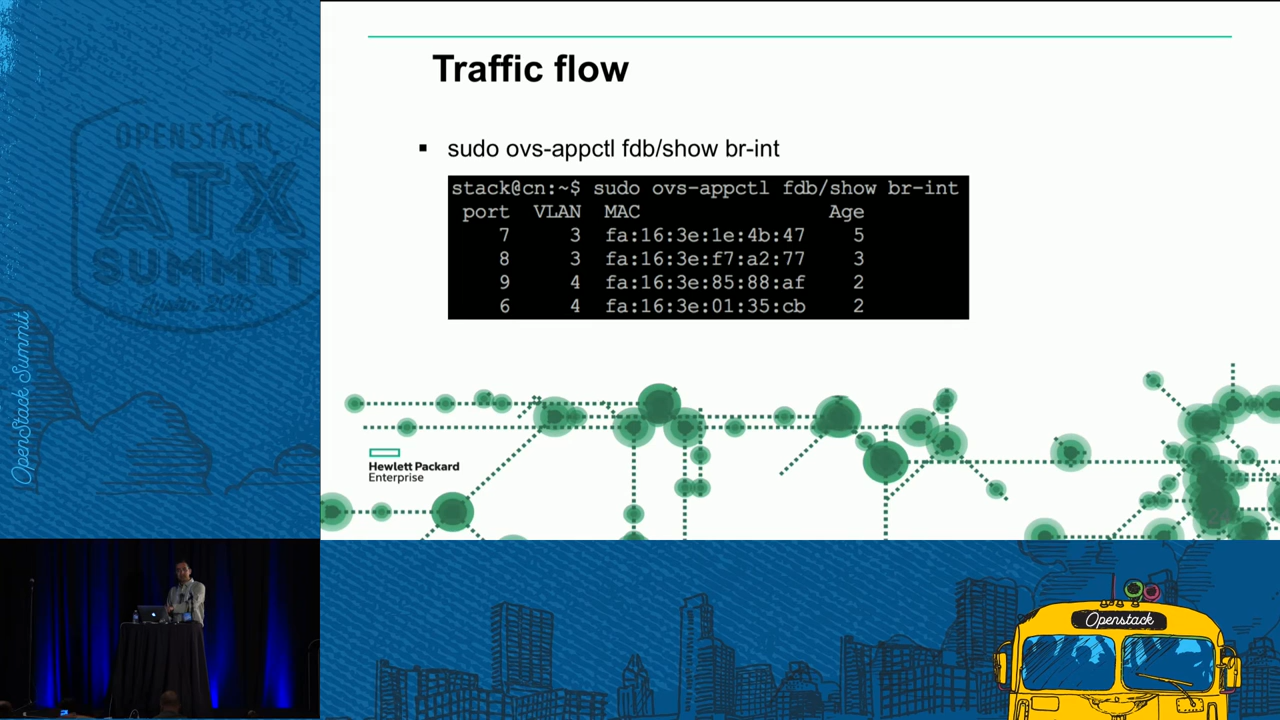 OPENSTACK
ATX
SUMMIT
Austin 2016
OpenStack Summit
Traffic flow
▪ sudo ovs-appctl fdb/show br-int
stack@cn:~$ sudo ovs-appctl fdb/show br-int
port VLAN MAC Age
7 3 fa:16:3e:1e:4b:47 5
8 3 fa:16:3e:f7:a2:77 3
9 4 fa:16:3e:85:88:af 2
6 4 fa:16:3e:01:35:cb 2
Hewlett Packard
Enterprise
Openstack